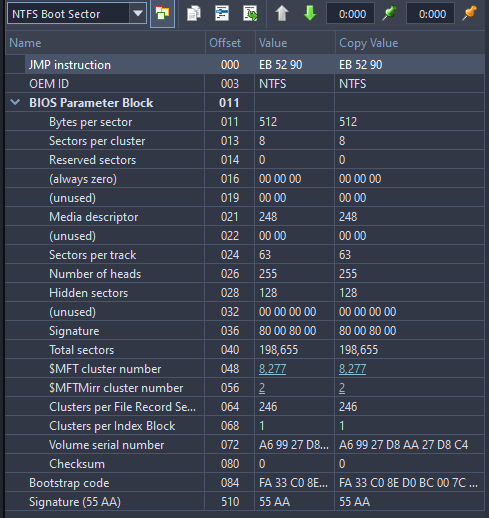 NTFS Boot Sector 0:000 0:000
Name Offset Value Copy Value
JMP instruction 000 EB 52 90 EB 52 90
OEM ID 003 NTFS NTFS
BIOS Parameter Block 011
Bytes per sector 011 512 512
Sectors per cluster 013 8 8
Reserved sectors 014 0 0
(always zero) 016 00 00 00 00 00 00
(unused) 019 00 00 00 00
Media descriptor 021 248 248
(unused) 022 00 00 00 00
Sectors per track 024 63 63
Number of heads 026 255 255
Hidden sectors 028 128 128
(unused) 032 00 00 00 00 00 00 00 00
Signature 036 80 00 80 00 80 00 80 00
Total sectors 040 198,655 198,655
$MFT cluster number 048 8,277 8,277
$MFTMirr cluster number 056 2 2
Clusters per File Record Se... 064 246 246
Clusters per Index Block 068 1 1
Volume serial number 072 A6 99 27 D8... A6 99 27 D8 AA 27 D8 C4
Checksum 080 0 0
Bootstrap code 084 FA 33 C0 8E... FA 33 C0 8E D0 BC 00 7C ...
Signature (55 AA) 510 55 AA 55 AA